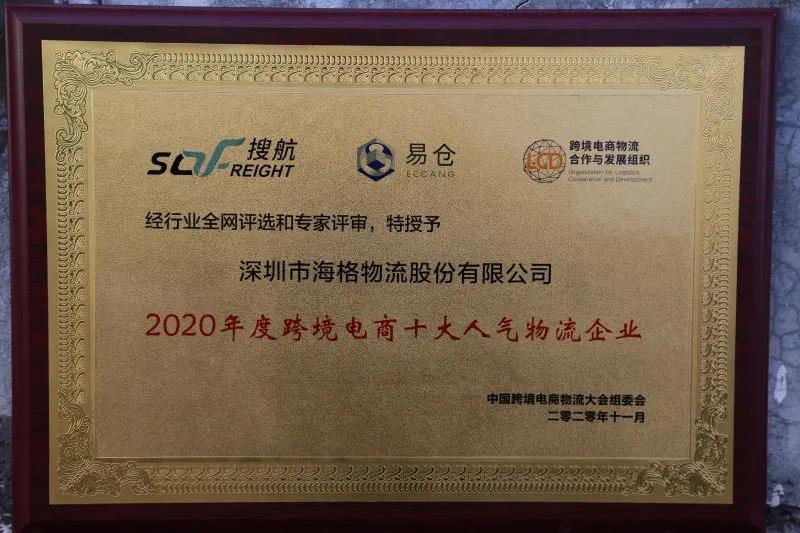 SOFREIGHT 搜航
易仓
ECCANG
LCD
跨境电商物流
合作与发展组织
Organization for Logistics
Cooperation and Development
经行业全网评选和专家评审，特授予
深圳市海格物流股份有限公司
2020年度跨境电商十大人气物流企业
中国跨境电商物流大会组委会
二零二零年十一月